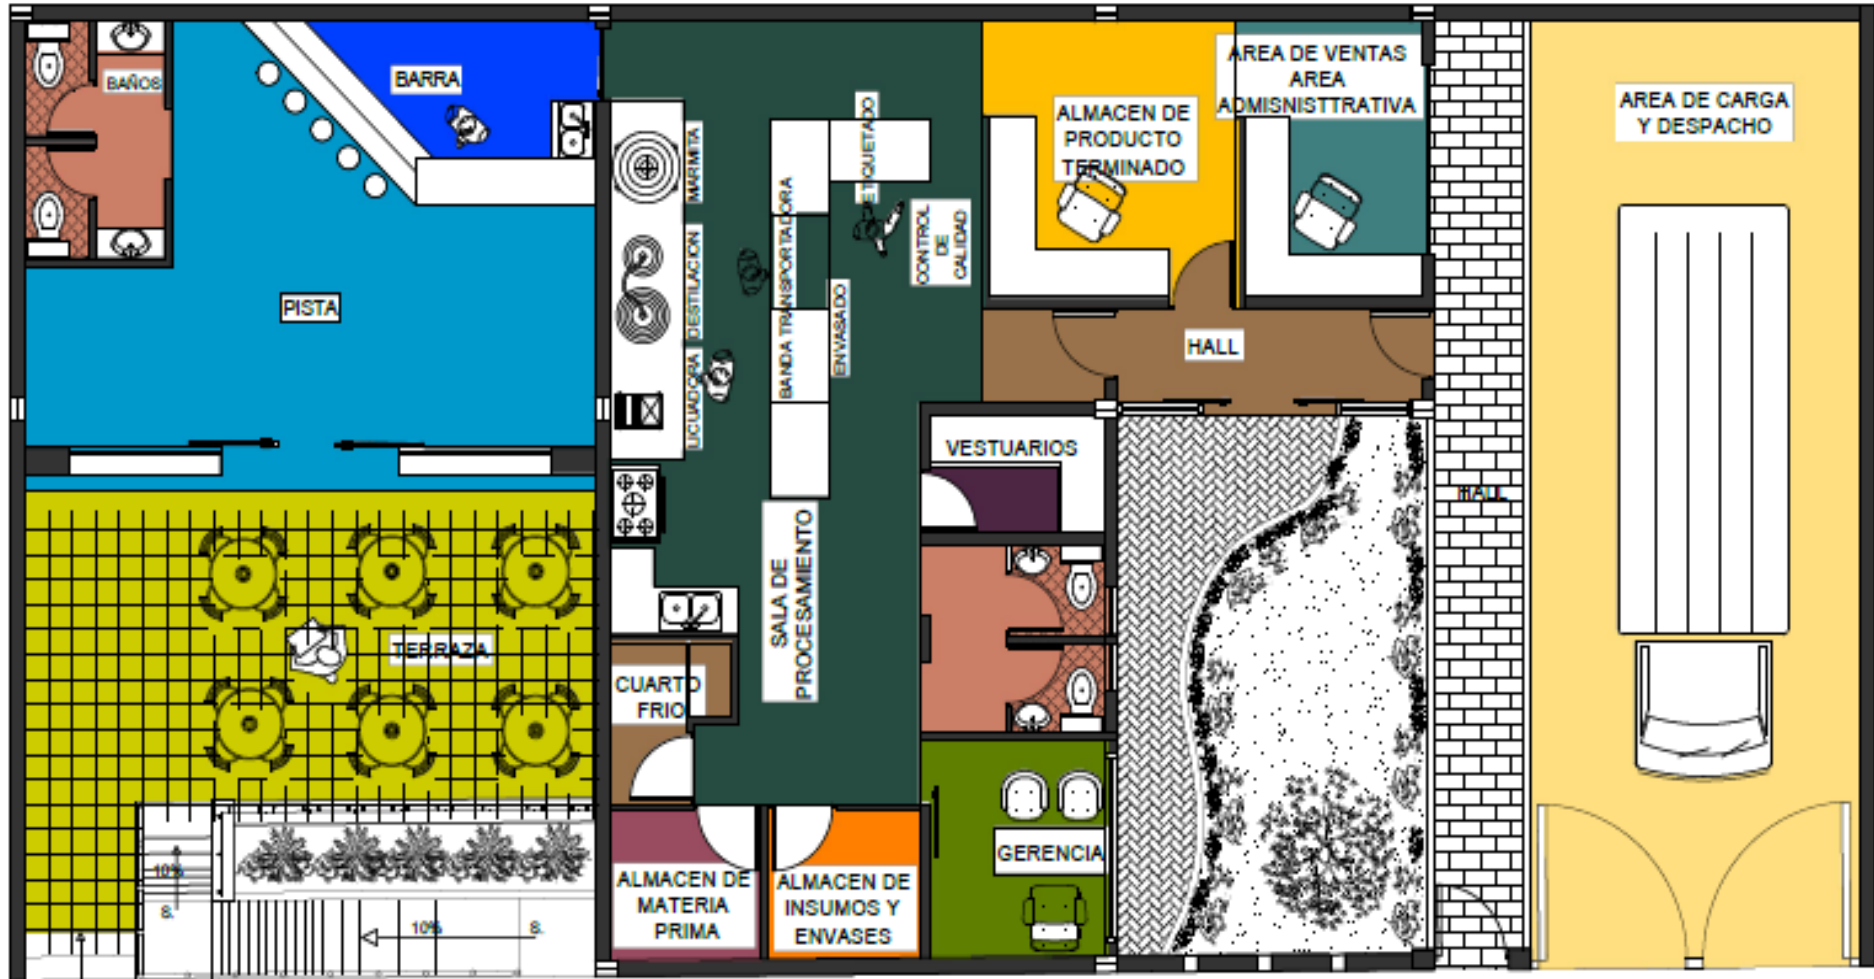 BAÑOS
BARRA
PISTA
TERRAZA
10%
S.
10%
S.
MARMITA
DESTILACION
LICUADORA
BANDA TRANSPORTADORA
ETIQUETADO
ENVASADO
CONTROL
DE
CALIDAD
SALA DE
PROCESAMIENTO
CUARTO
FRIO
ALMACEN DE
MATERIA
PRIMA
ALMACEN DE
INSUMOS Y
ENVASES
GERENCIA
VESTUARIOS
ALMACEN DE
PRODUCTO
TERMINADO
AREA DE VENTAS
AREA
ADMISNISTTRATIVA
HALL
HALL
AREA DE CARGA
Y DESPACHO